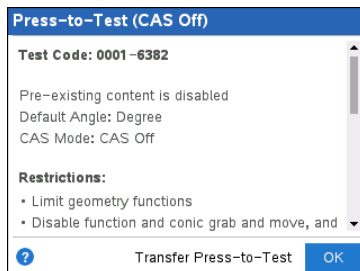 Press-to-Test (CAS Off)
Test Code: 0001-6382
Pre-existing content is disabled
Default Angle: Degree
CAS Mode: CAS Off
Restrictions:
• Limit geometry functions
• Disable function and conic grab and move, and
? Transfer Press-to-Test OK